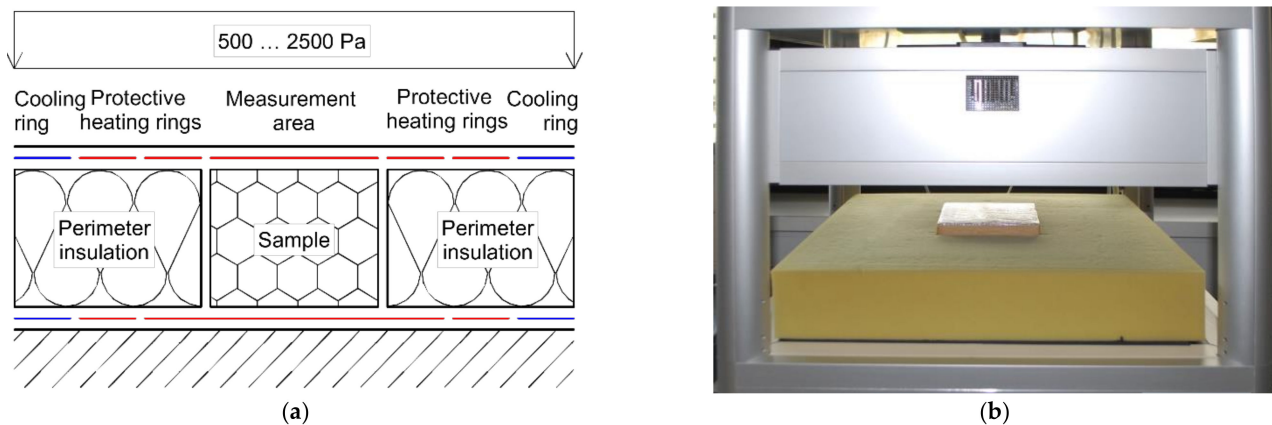 500 … 2500 Pa
Cooling ring
Protective heating rings
Measurement area
Protective heating rings
Cooling ring
Perimeter insulation
Sample
Perimeter insulation
(a)
(b)